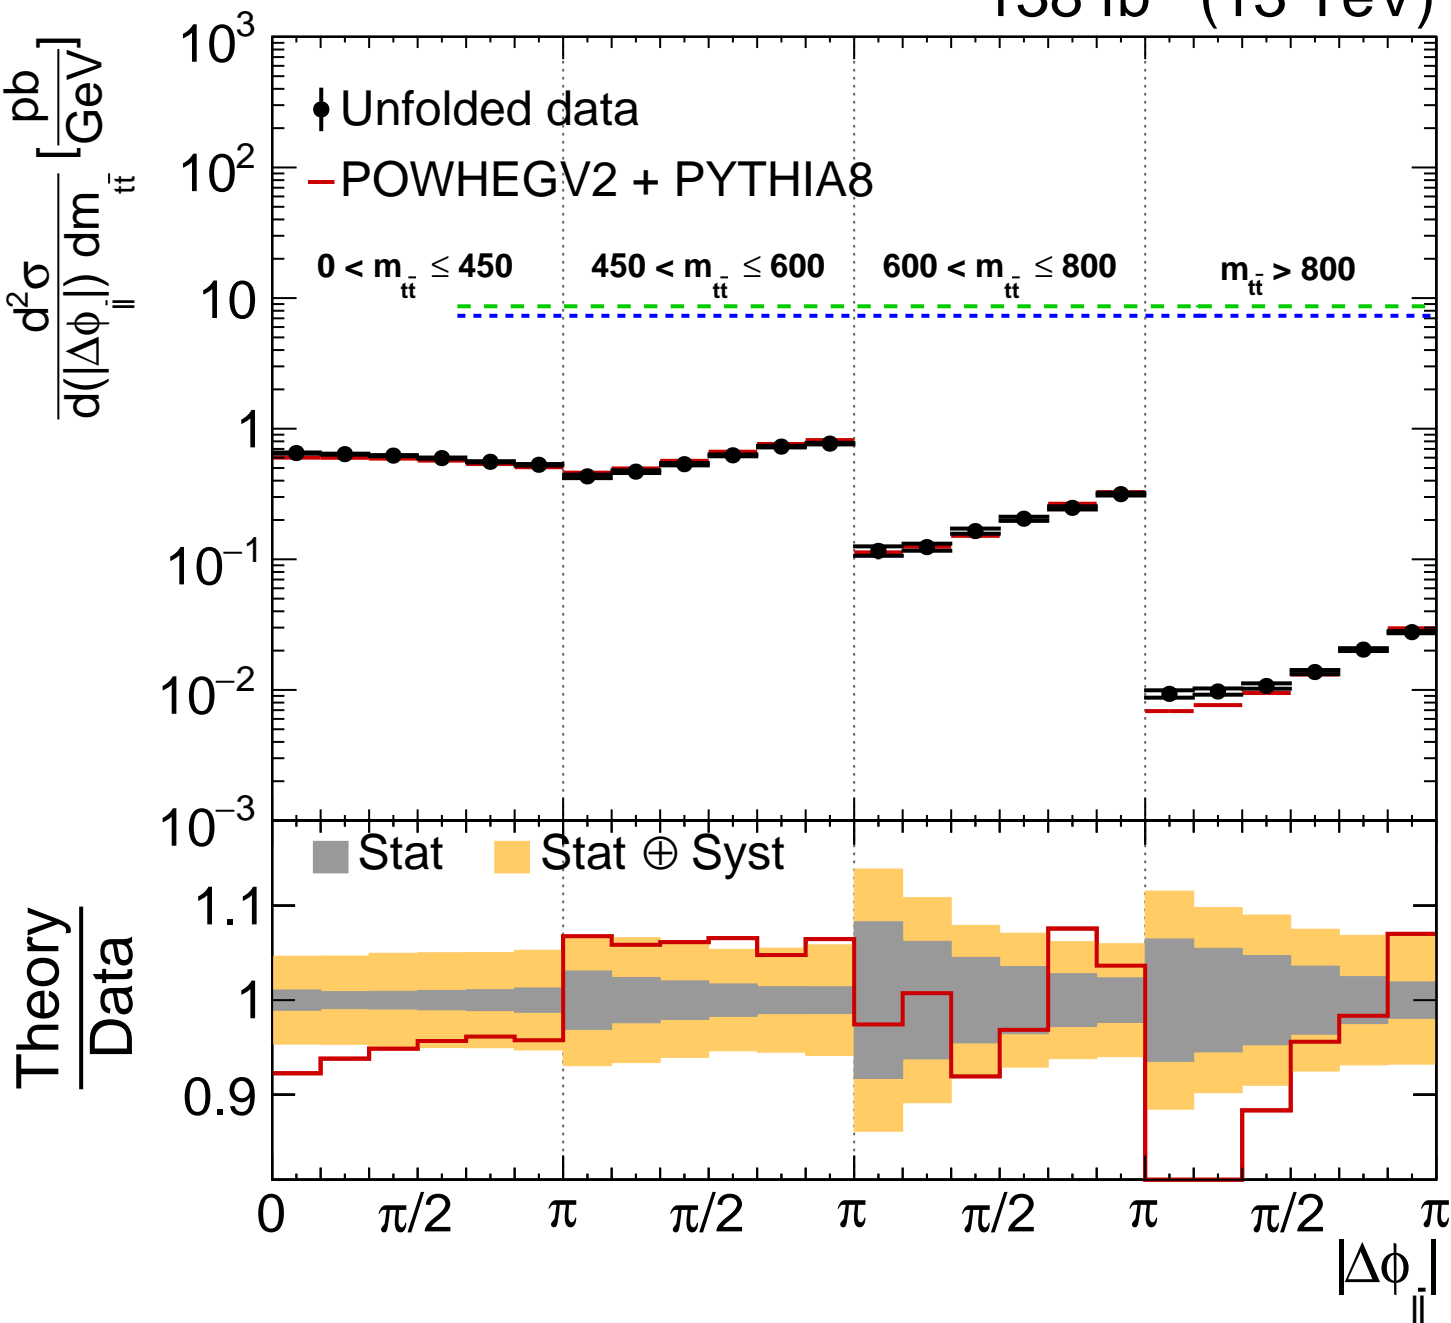 138 fb (13 TeV)
d²σ / d(|Δφ_ll̄|) dm_tt̄ [pb/GeV]
10³
10²
10
1
10⁻¹
10⁻²
10⁻³
Unfolded data
POWHEGV2 + PYTHIA8
0 < m_tt̄ ≤ 450
450 < m_tt̄ ≤ 600
600 < m_tt̄ ≤ 800
m_tt̄ > 800
Stat
Stat ⊕ Syst
Theory
Data
1.1
1
0.9
0 π/2 π π/2 π π/2 π π/2 π
|Δφ_ll̄|